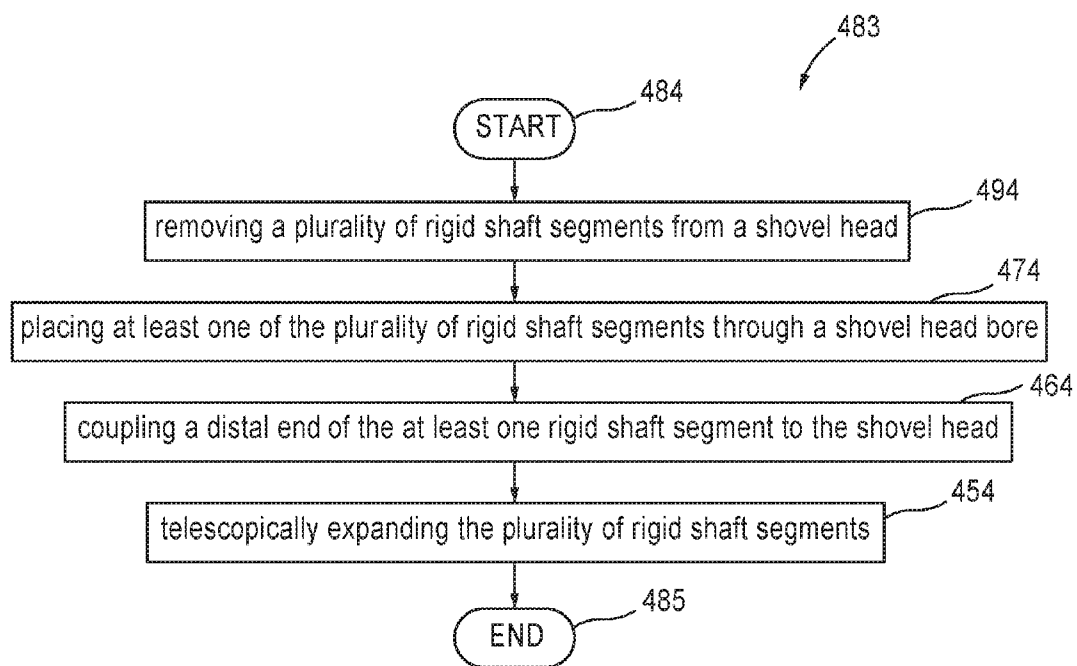 483
484
START
494
removing a plurality of rigid shaft segments from a shovel head
474
placing at least one of the plurality of rigid shaft segments through a shovel head bore
464
coupling a distal end of the at least one rigid shaft segment to the shovel head
454
telescopically expanding the plurality of rigid shaft segments
485
END